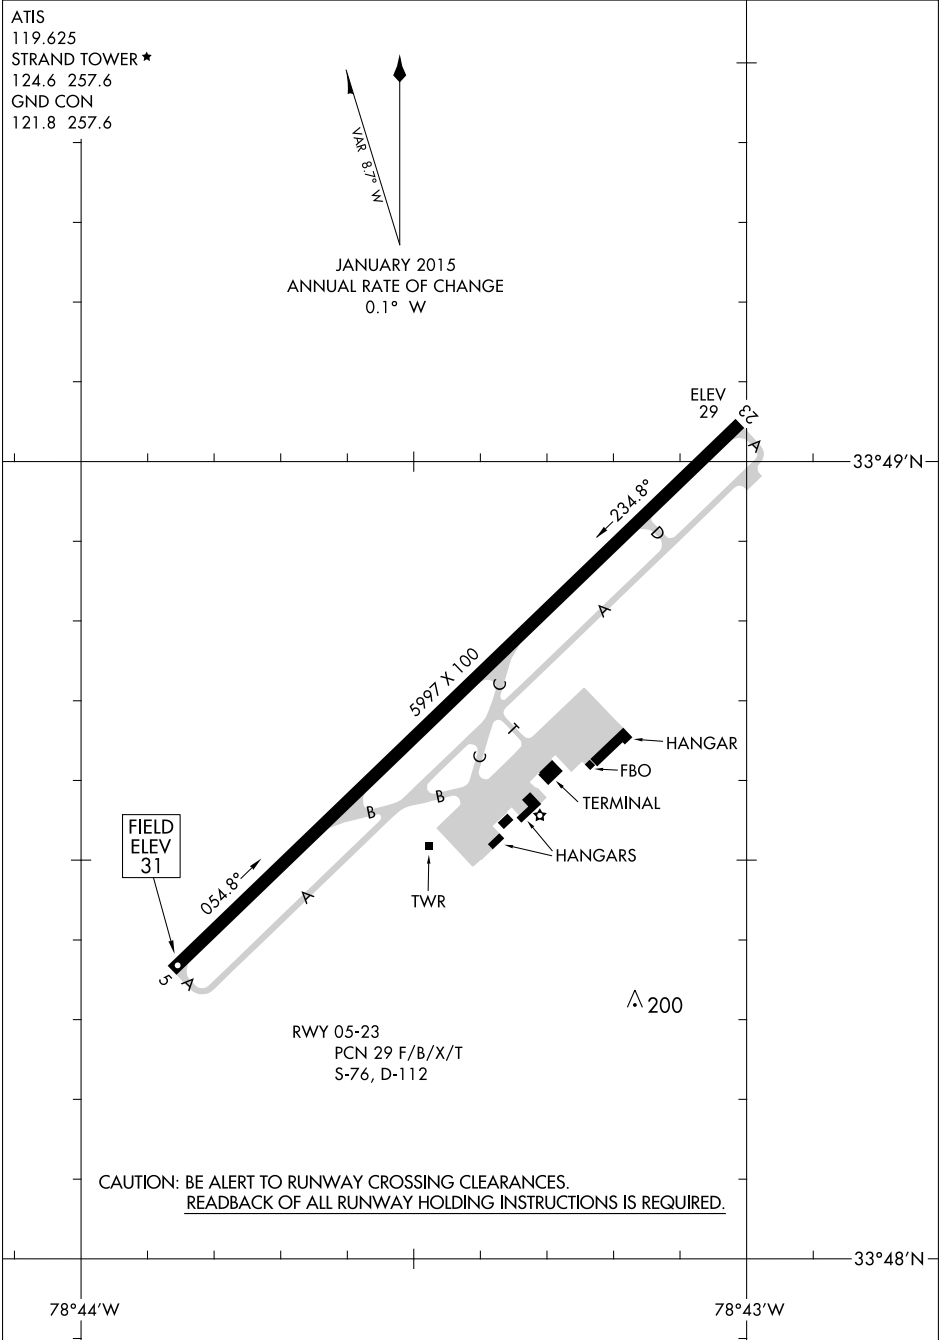 ATIS
119.625
STRAND TOWER ★
124.6 257.6
GND CON
121.8 257.6
VAR 8.7° W
JANUARY 2015
ANNUAL RATE OF CHANGE
0.1° W
ELEV
29
23
A
33°49'N
234.8°
D
A
5997 X 100
C
T
HANGAR
C
FBO
B
B
TERMINAL
FIELD
ELEV
31
HANGARS
054.8°
A
TWR
5
A
200
RWY 05-23
PCN 29 F/B/X/T
S-76, D-112
CAUTION: BE ALERT TO RUNWAY CROSSING CLEARANCES.
READBACK OF ALL RUNWAY HOLDING INSTRUCTIONS IS REQUIRED.
33°48'N
78°44'W
78°43'W